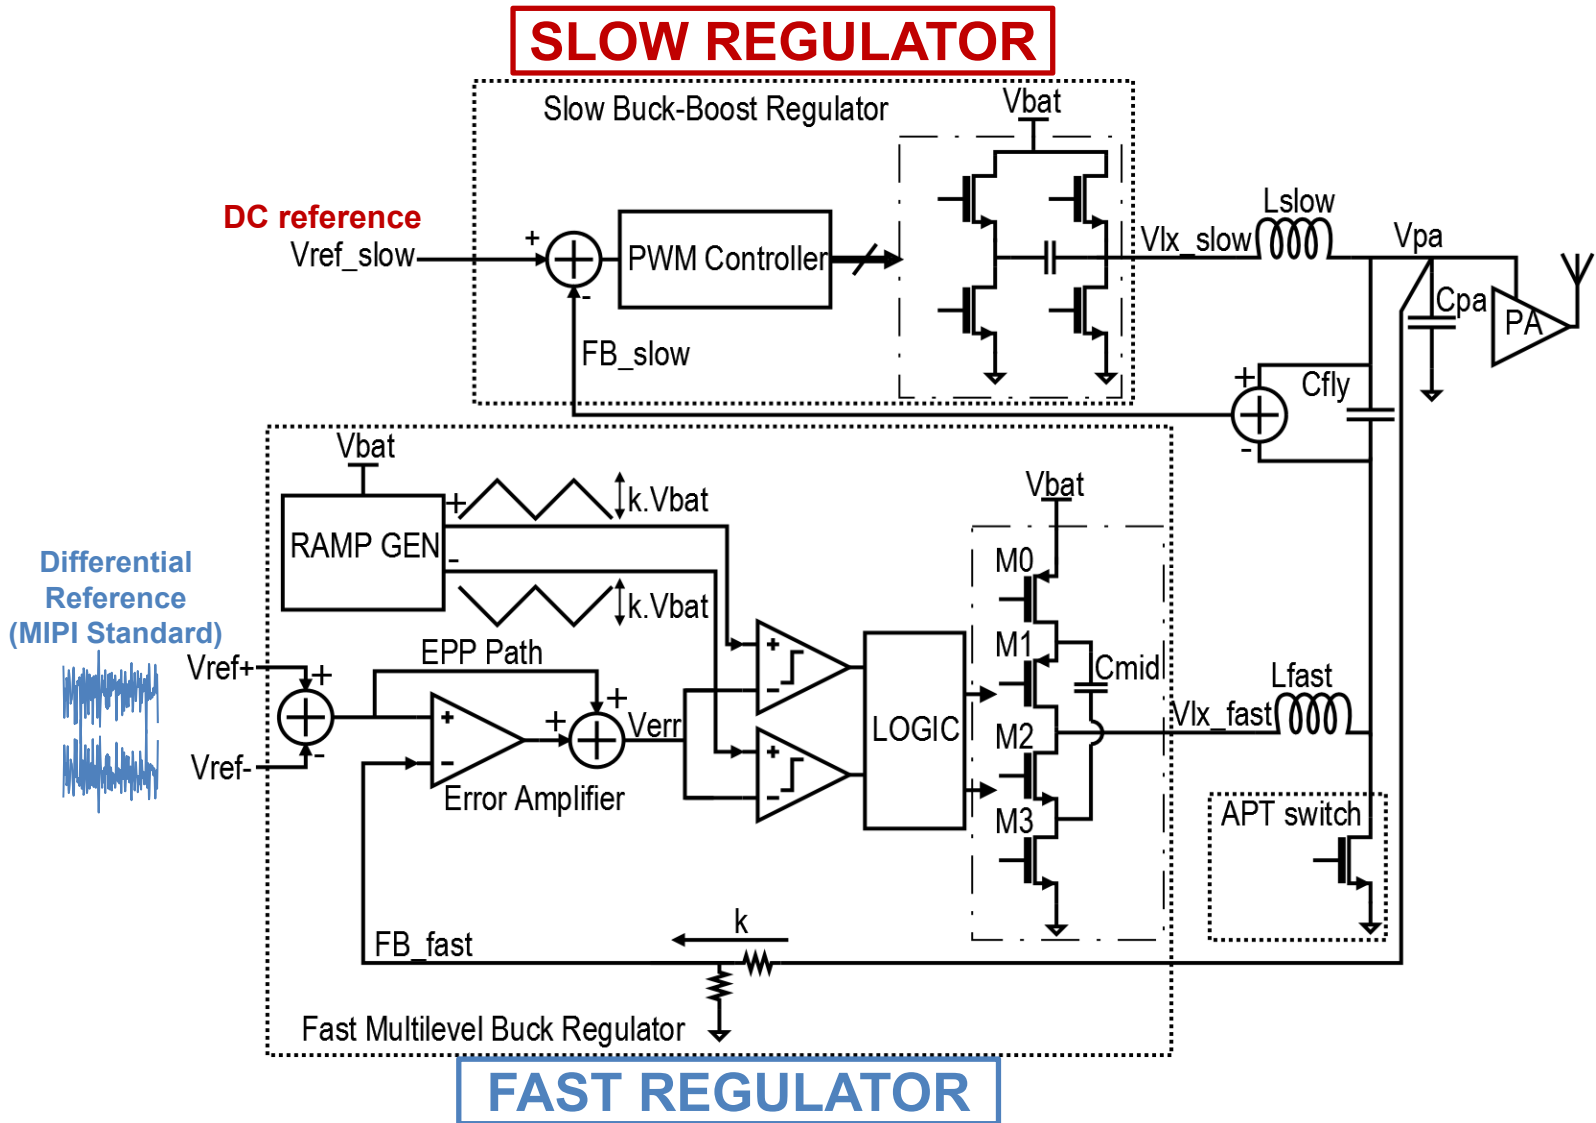 SLOW REGULATOR
Slow Buck-Boost Regulator
Vbat
DC reference
Vref_slow
+
-
PWM Controller
FB_slow
Vlx_slow
Lslow
Vpa
Cpa
PA
+
-
Cfly
Vbat
RAMP GEN
+
-
k.Vbat
k.Vbat
Differential
Reference
(MIPI Standard)
Vref+
Vref-
+
-
EPP Path
+
-
Error Amplifier
+
+
Verr
+
-
+
-
LOGIC
Vbat
M0
M1
M2
M3
Cmid
Vlx_fast
Lfast
APT switch
k
FB_fast
Fast Multilevel Buck Regulator
FAST REGULATOR